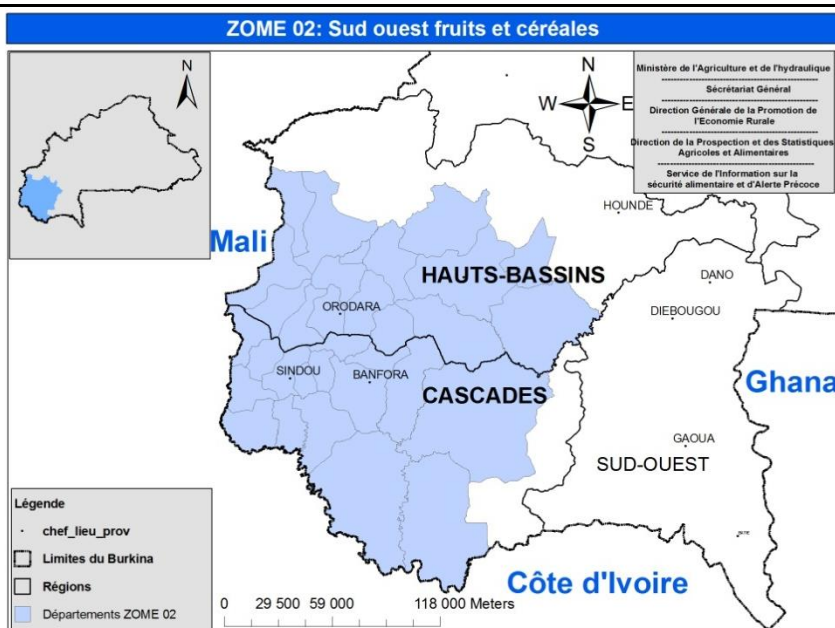 ZOME 02: Sud ouest fruits et céréales
N
N
W E
S
Ministère de l'Agriculture et de l'hydraulique
Sécrétariat Général
Direction Générale de la Promotion de
l'Economie Rurale
Direction de la Prospection et des Statistiques
Agricoles et Alimentaires
Service de l'Information sur la
sécurité alimentaire et d'Alerte Précoce
HOUNDE
Mali
HAUTS-BASSINS
DANO
ORODARA
DIEBOUGOU
SINDOU
BANFORA
Ghana
CASCADES
GAOUA
SUD-OUEST
Légende
chef_lieu_prov
Limites du Burkina
Régions
Départements ZOME 02
Côte d'Ivoire
0 29 500 59 000 118 000 Meters